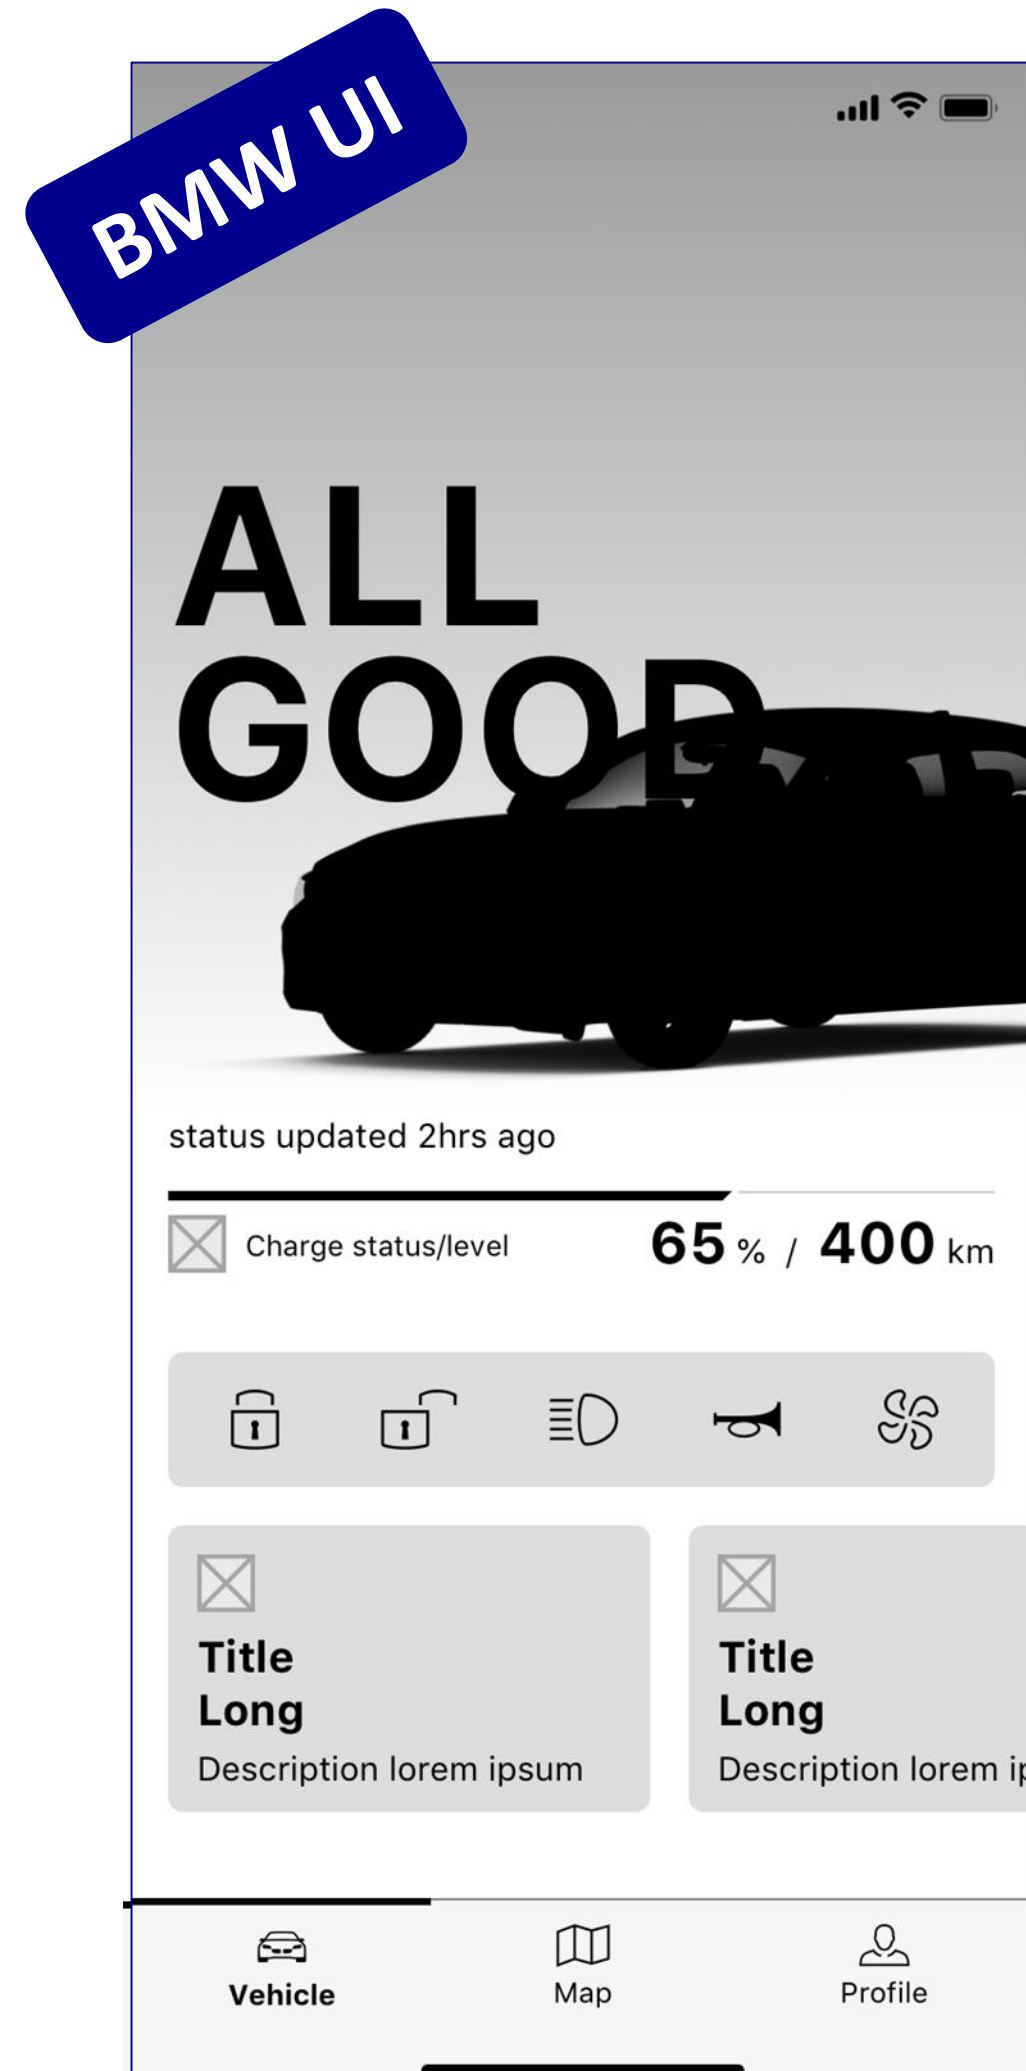 BMW UI
ALL
GOOD
status updated 2hrs ago
Charge status/level
65 % / 400 km
Title
Long
Description lorem ipsum
Title
Long
Description lorem
Vehicle
Map
Profile